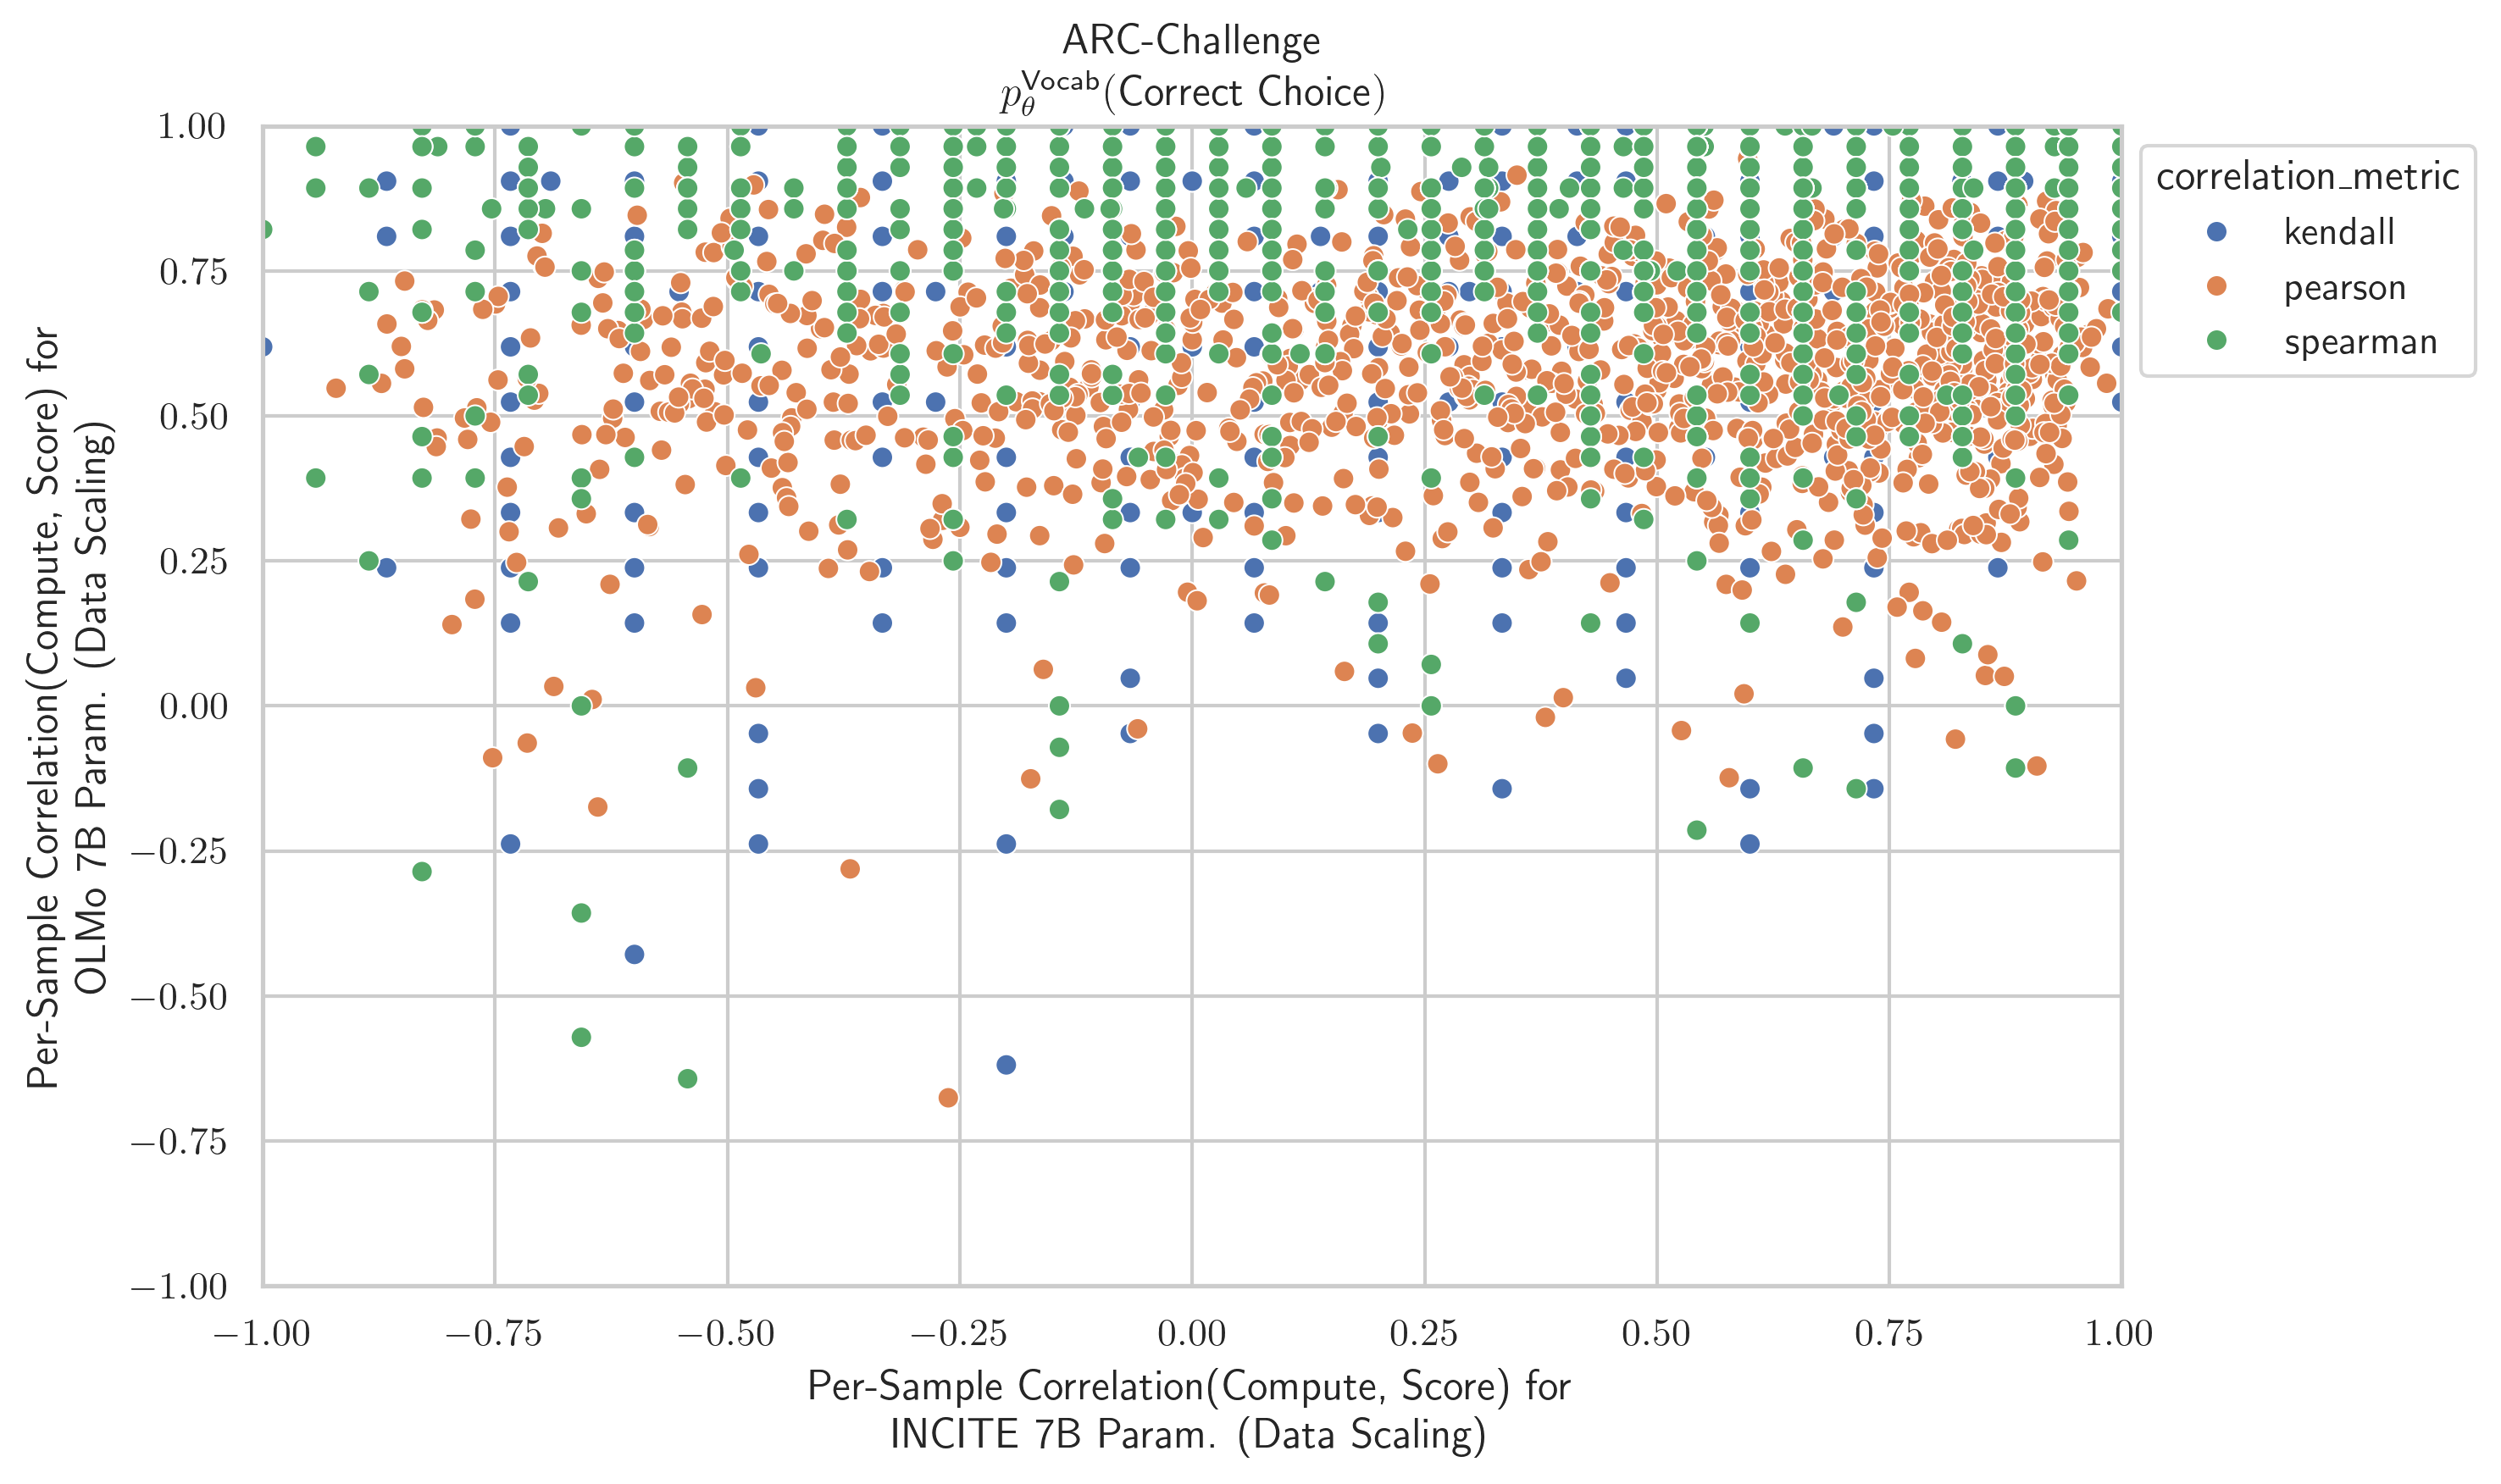 ARC-Challenge
p_θ^Vocab(Correct Choice)
1.00
0.75
0.50
0.25
0.00
−0.25
−0.50
−0.75
−1.00
Per-Sample Correlation(Compute, Score) for
OLMo 7B Param. (Data Scaling)
correlation_metric
kendall
pearson
spearman
−1.00
−0.75
−0.50
−0.25
0.00
0.25
0.50
0.75
1.00
Per-Sample Correlation(Compute, Score) for
INCITE 7B Param. (Data Scaling)